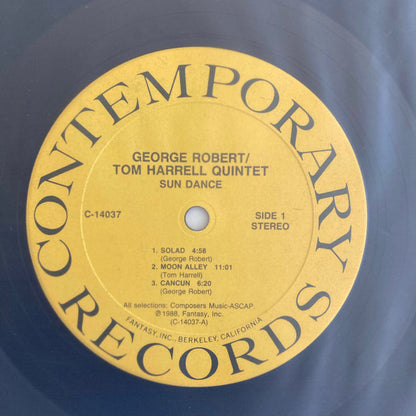 CONTEMPORARY RECORDS
GEORGE ROBERT/
TOM HARRELL QUINTET
SUN DANCE
C-14037
SIDE 1
STEREO
1. SOLAD 4:58
(George Robert)
2. MOON ALLEY 11:01
(Tom Harrell)
3. CANCUN 6:20
(George Robert)
All selections: Composers Music-ASCAP.
℗ 1988, Fantasy, Inc.
(C-14037-A)
FANTASY, INC., BERKELEY, CALIFORNIA